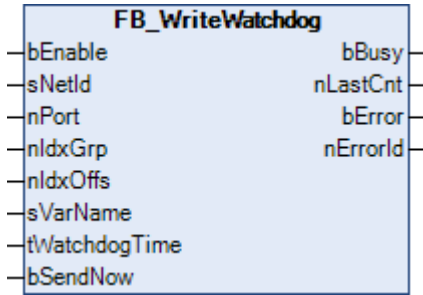 FB_WriteWatchdog
bEnable bBusy
sNetId nLastCnt
nPort bError
nIdxGrp nErrorId
nIdxOffs
sVarName
tWatchdogTime
bSendNow